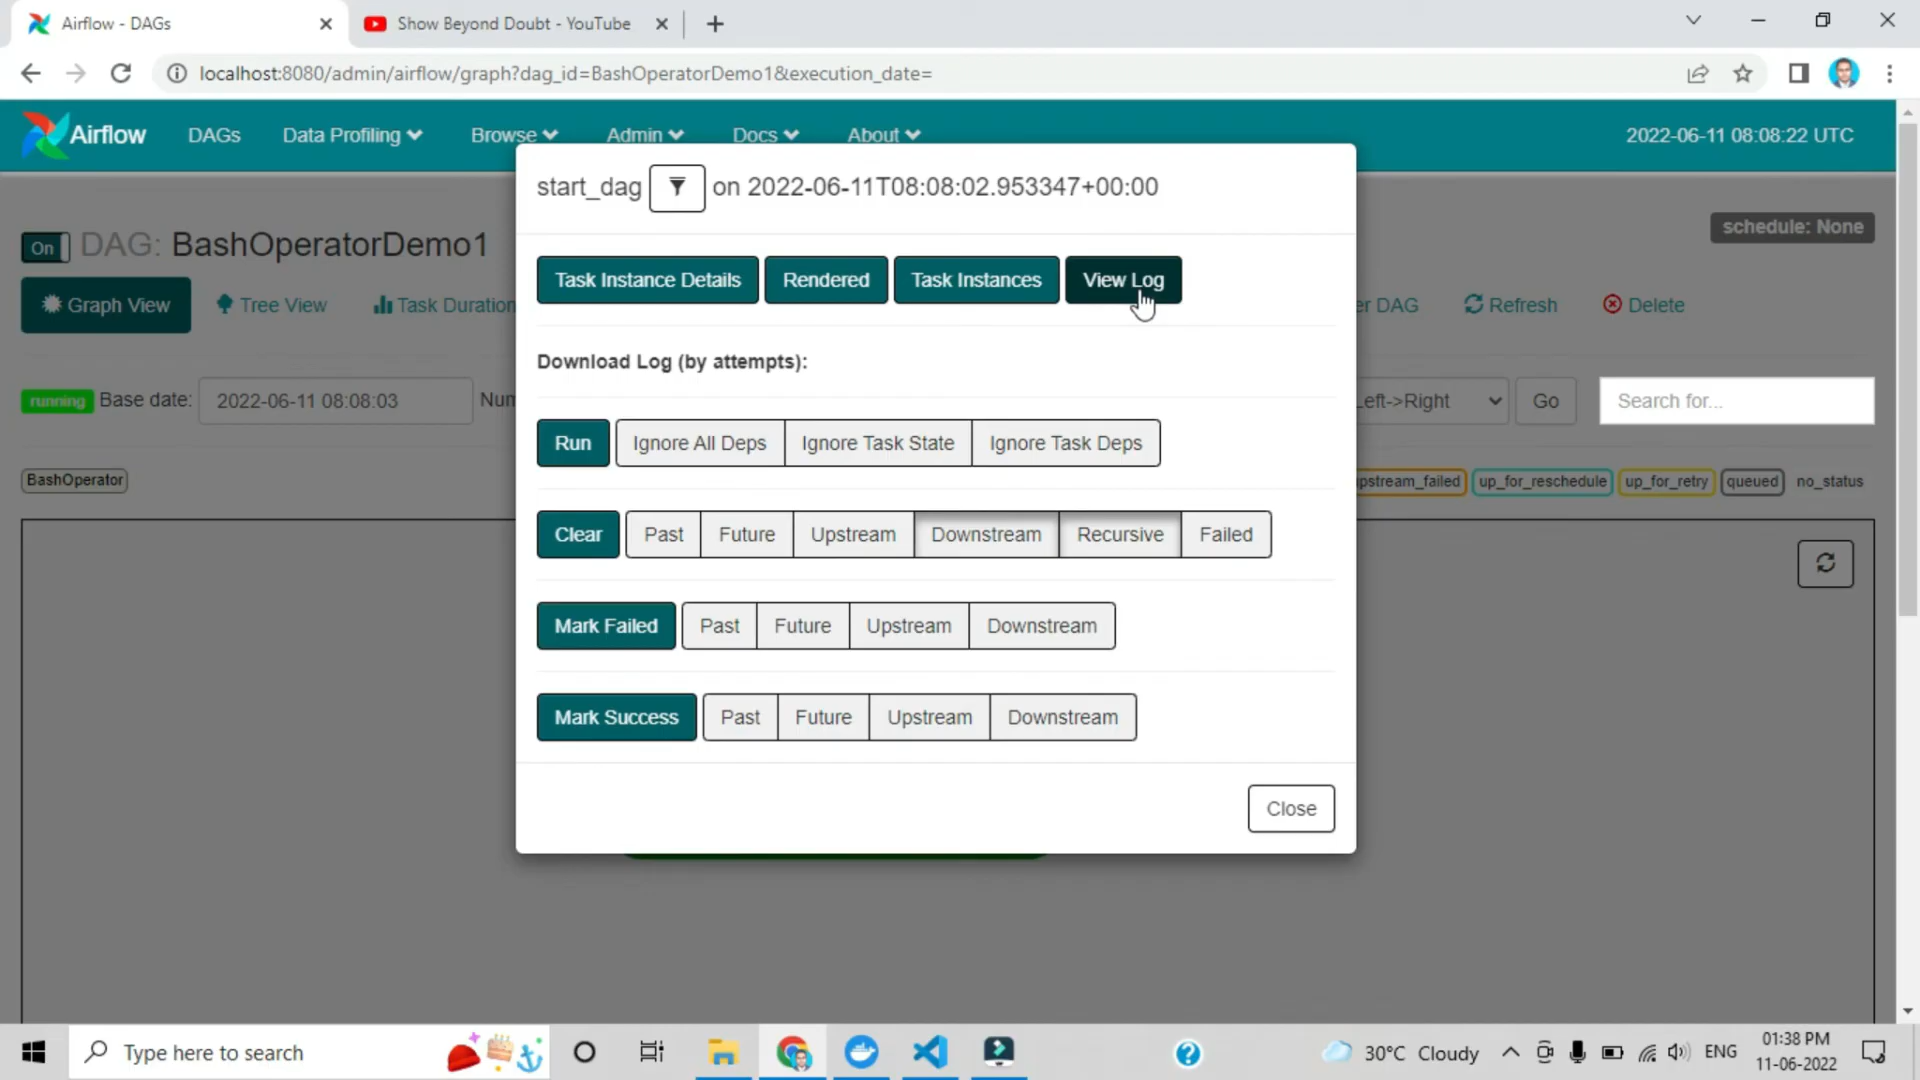 Airflow - DAGs
Show Beyond Doubt - YouTube
localhost:8080/admin/airflow/graph?dag_id=BashOperatorDemo1&execution_date=
Airflow DAGs Data Profiling Browse Admin Docs About 2022-06-11 08:08:22 UTC
start_dag on 2022-06-11T08:08:02.953347+00:00
On DAG: BashOperatorDemo1
schedule: None
Task Instance Details Rendered Task Instances View Log
Graph View Tree View Task Duration er DAG Refresh Delete
Download Log (by attempts):
running Base date: 2022-06-11 08:08:03 Num Left->Right Go Search for...
Run Ignore All Deps Ignore Task State Ignore Task Deps
BashOperator
upstream_failed up_for_reschedule up_for_retry queued no_status
Clear Past Future Upstream Downstream Recursive Failed
Mark Failed Past Future Upstream Downstream
Mark Success Past Future Upstream Downstream
Close
Type here to search
30°C Cloudy
ENG
01:38 PM
11-06-2022